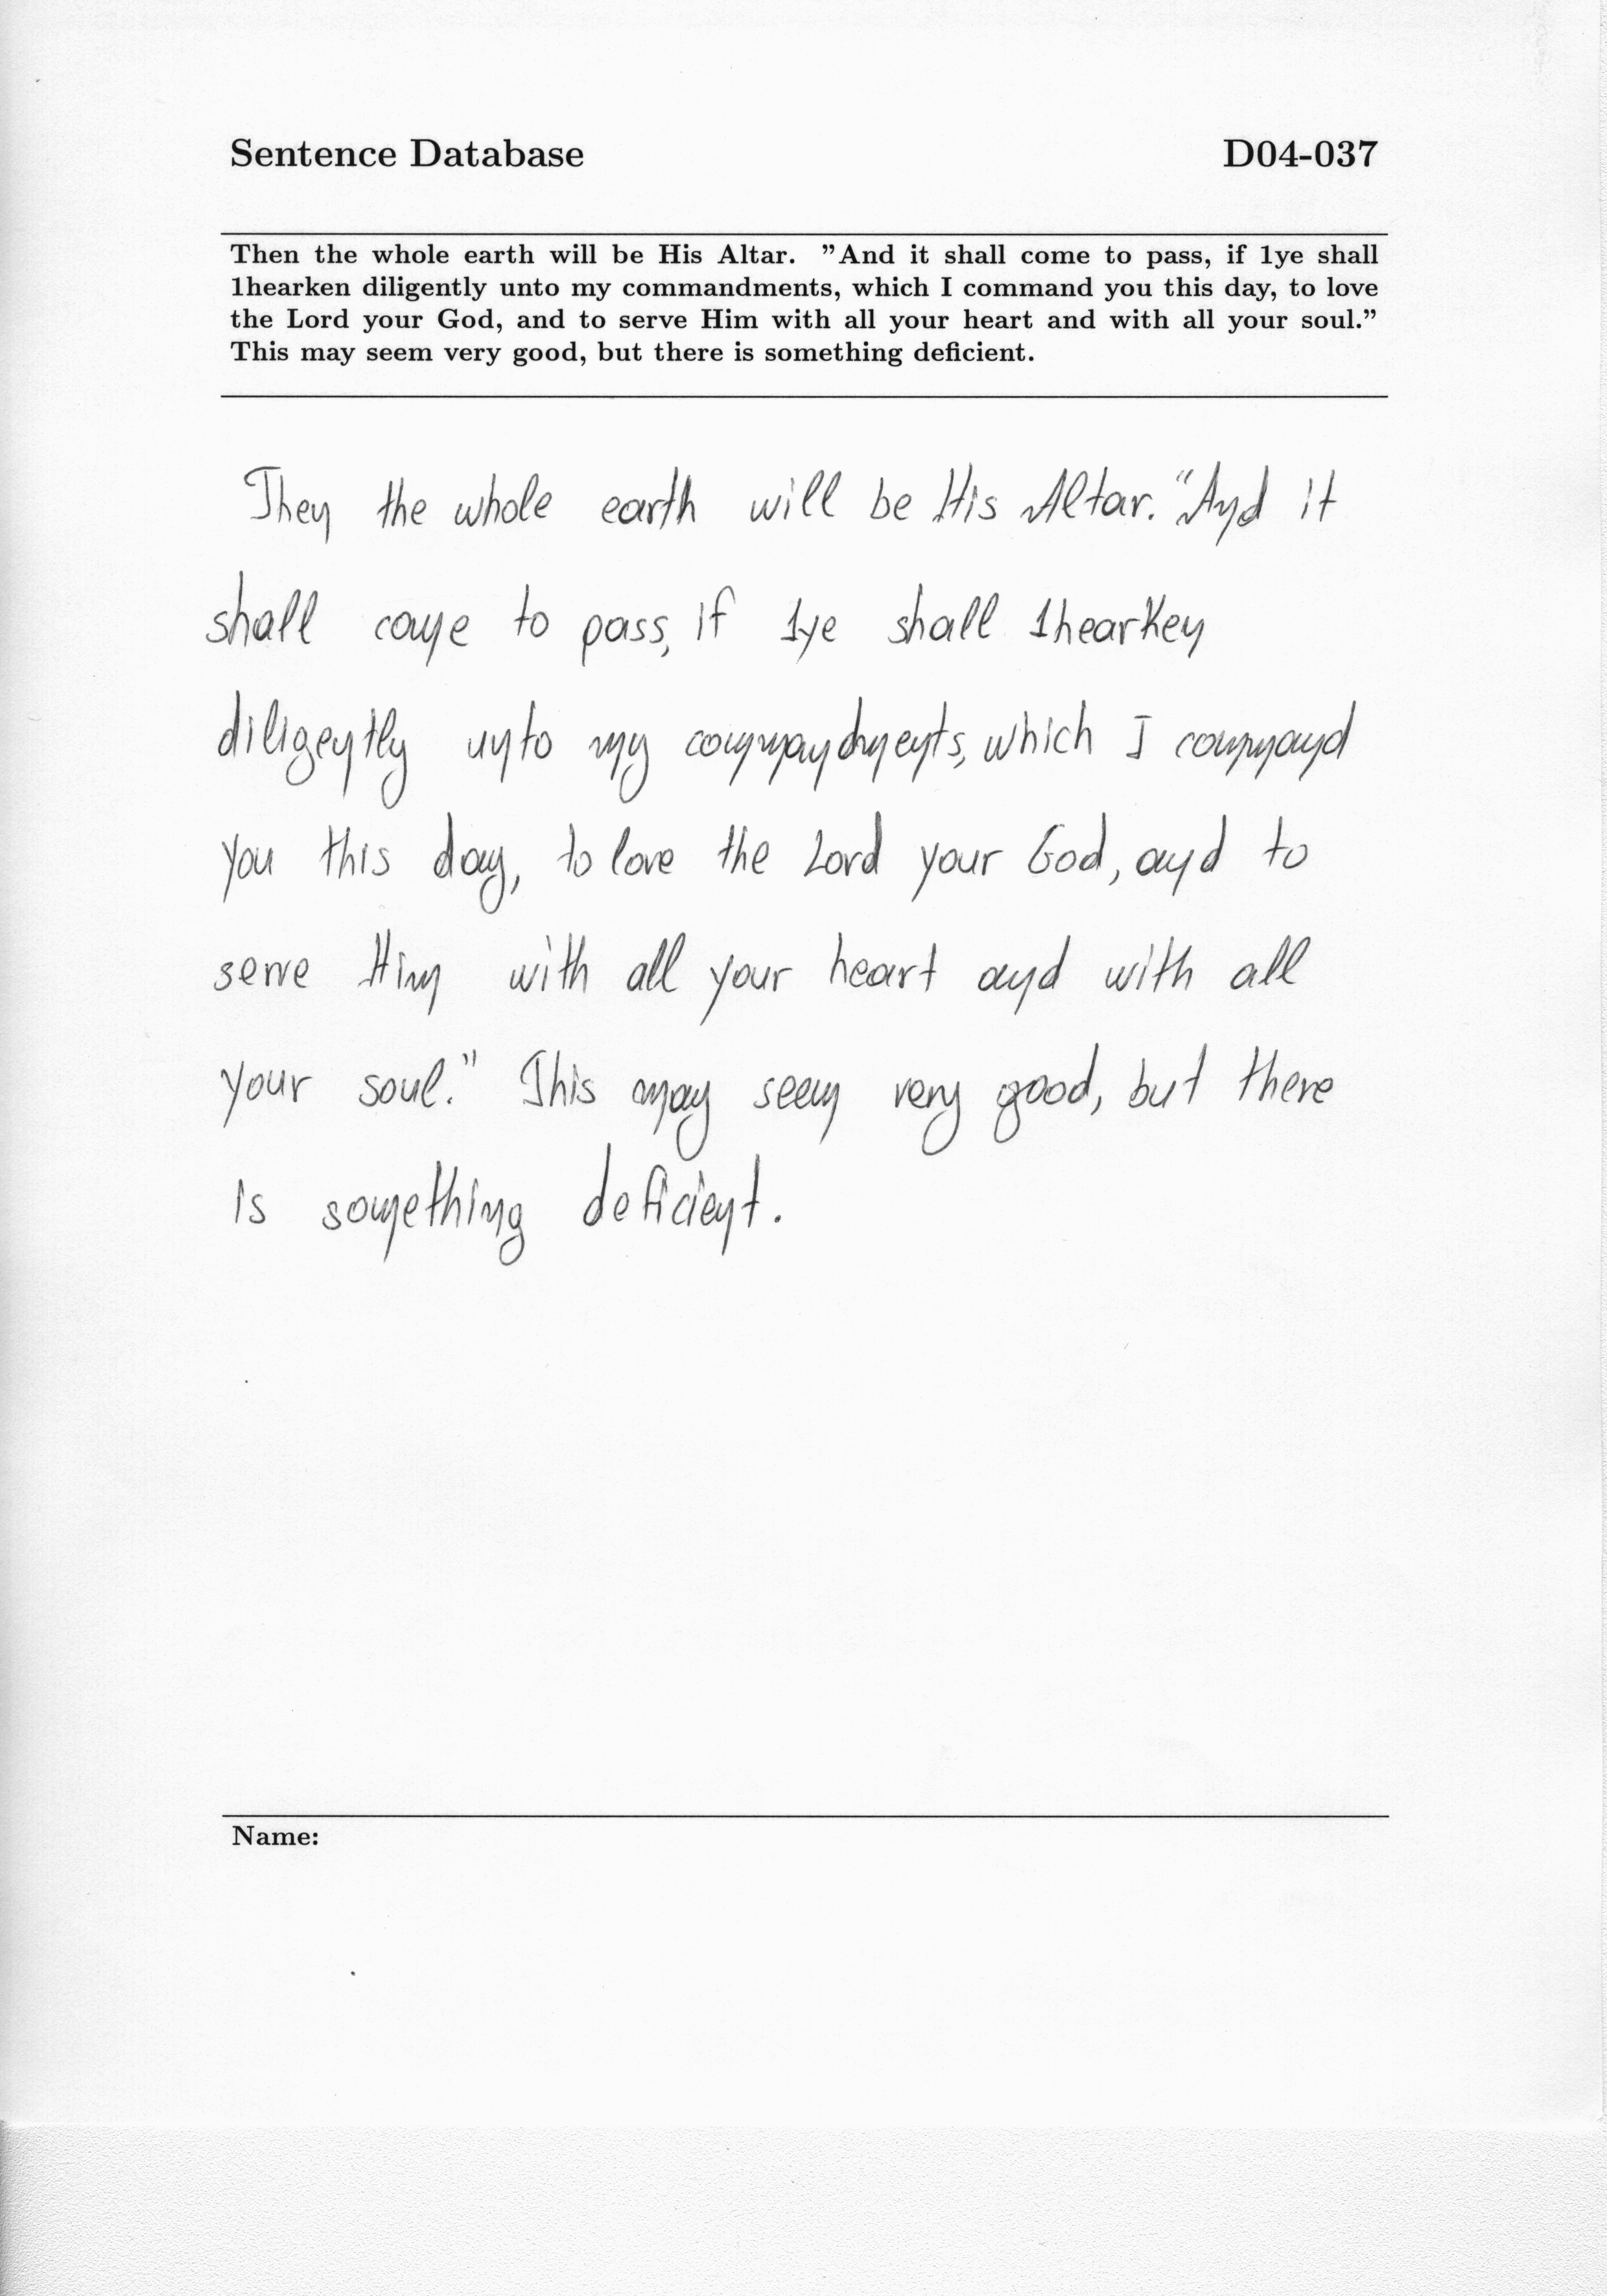 Sentence Database D04-037
Then the whole earth will be His Altar. ”And it shall come to pass, if 1ye shall
1hearken diligently unto my commandments, which I command you this day, to love
the Lord your God, and to serve Him with all your heart and with all your soul.”
This may seem very good, but there is something deficient.
Then the whole earth will be His Altar. “And it
shall come to pass, if 1ye shall 1hearken
diligently unto my commandments, which I command
you this day, to love the Lord your God, and to
serve Him with all your heart and with all
your soul.” This may seem very good, but there
is something deficient.
Name: